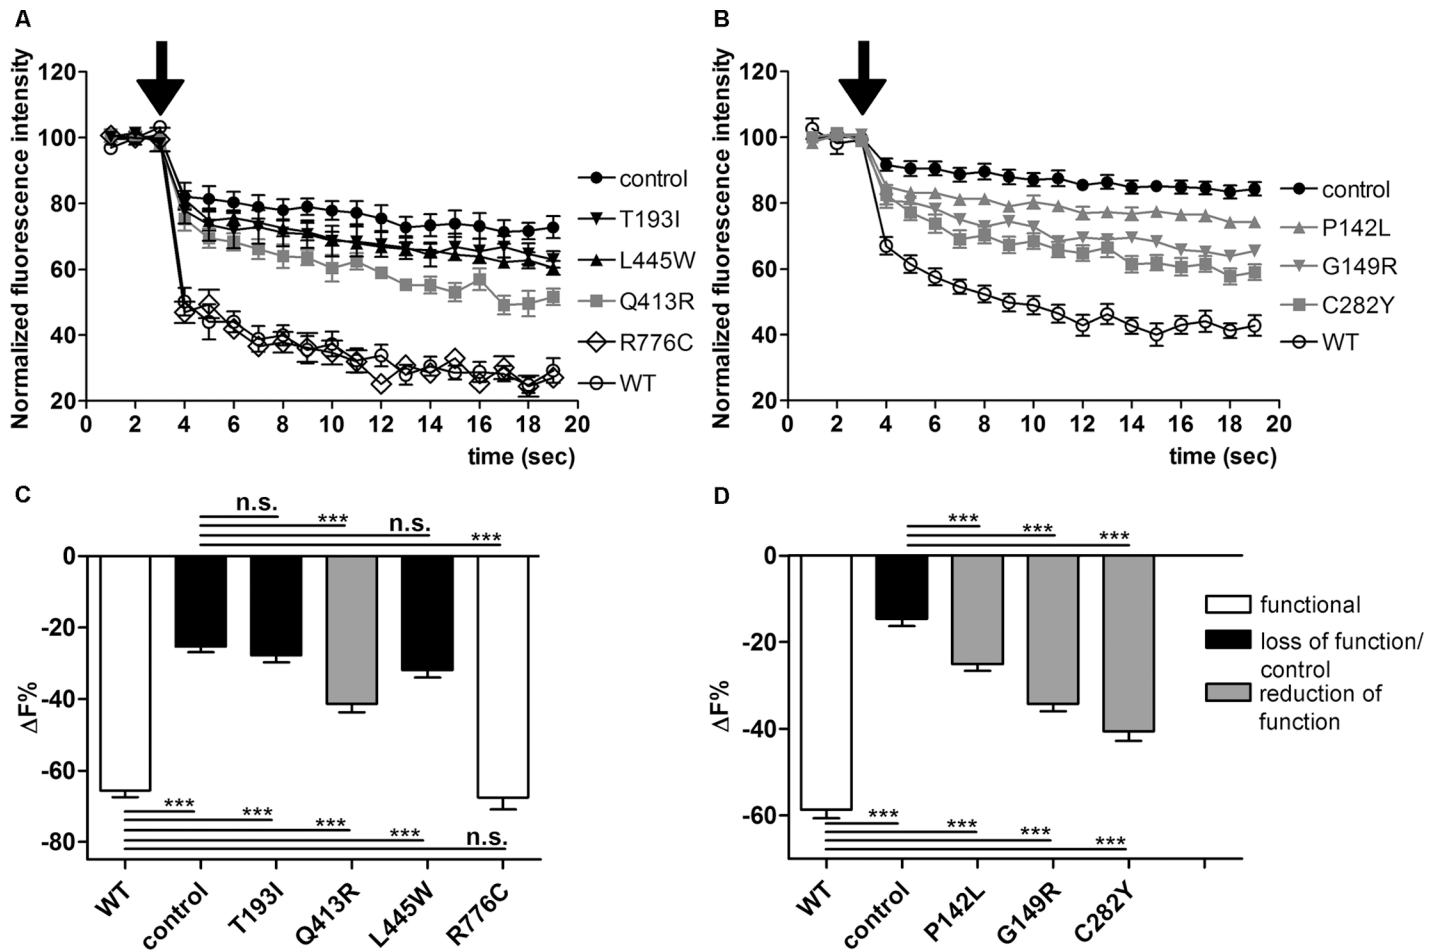 A
Normalized fluorescence intensity
120
100
80
60
40
20
0 2 4 6 8 10 12 14 16 18 20
time (sec)
control
T193I
L445W
Q413R
R776C
WT
B
Normalized fluorescence intensity
120
100
80
60
40
20
0 2 4 6 8 10 12 14 16 18 20
time (sec)
control
P142L
G149R
C282Y
WT
C
n.s.
***
n.s.
***
0
-20
-40
-60
-80
ΔF%
***
***
***
***
n.s.
WT control T193I Q413R L445W R776C
D
***
***
***
0
-20
-40
-60
ΔF%
***
***
***
***
WT control P142L G149R C282Y
functional
loss of function/
control
reduction of
function